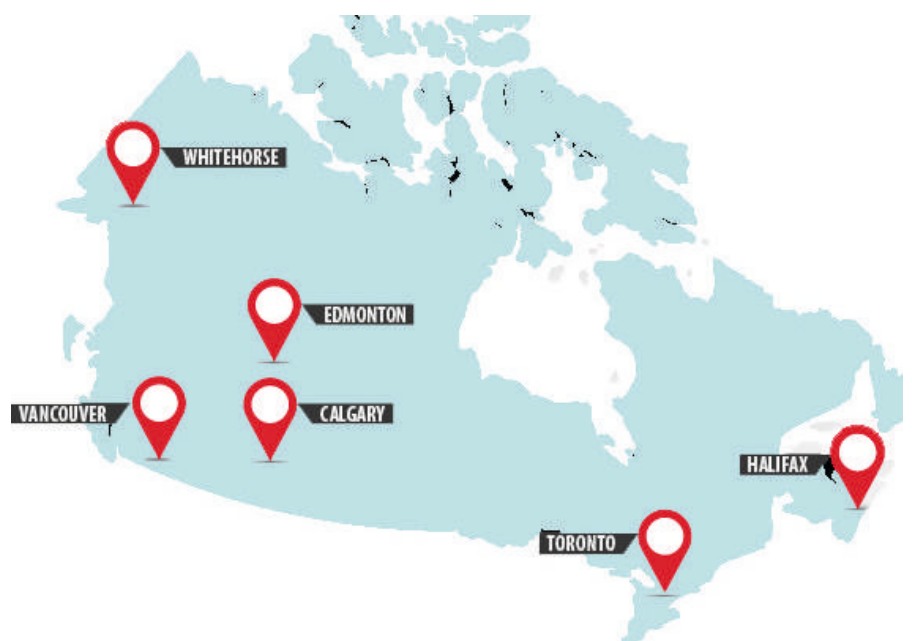 WHITEHORSE
EDMONTON
VANCOUVER
CALGARY
HALIFAX
TORONTO